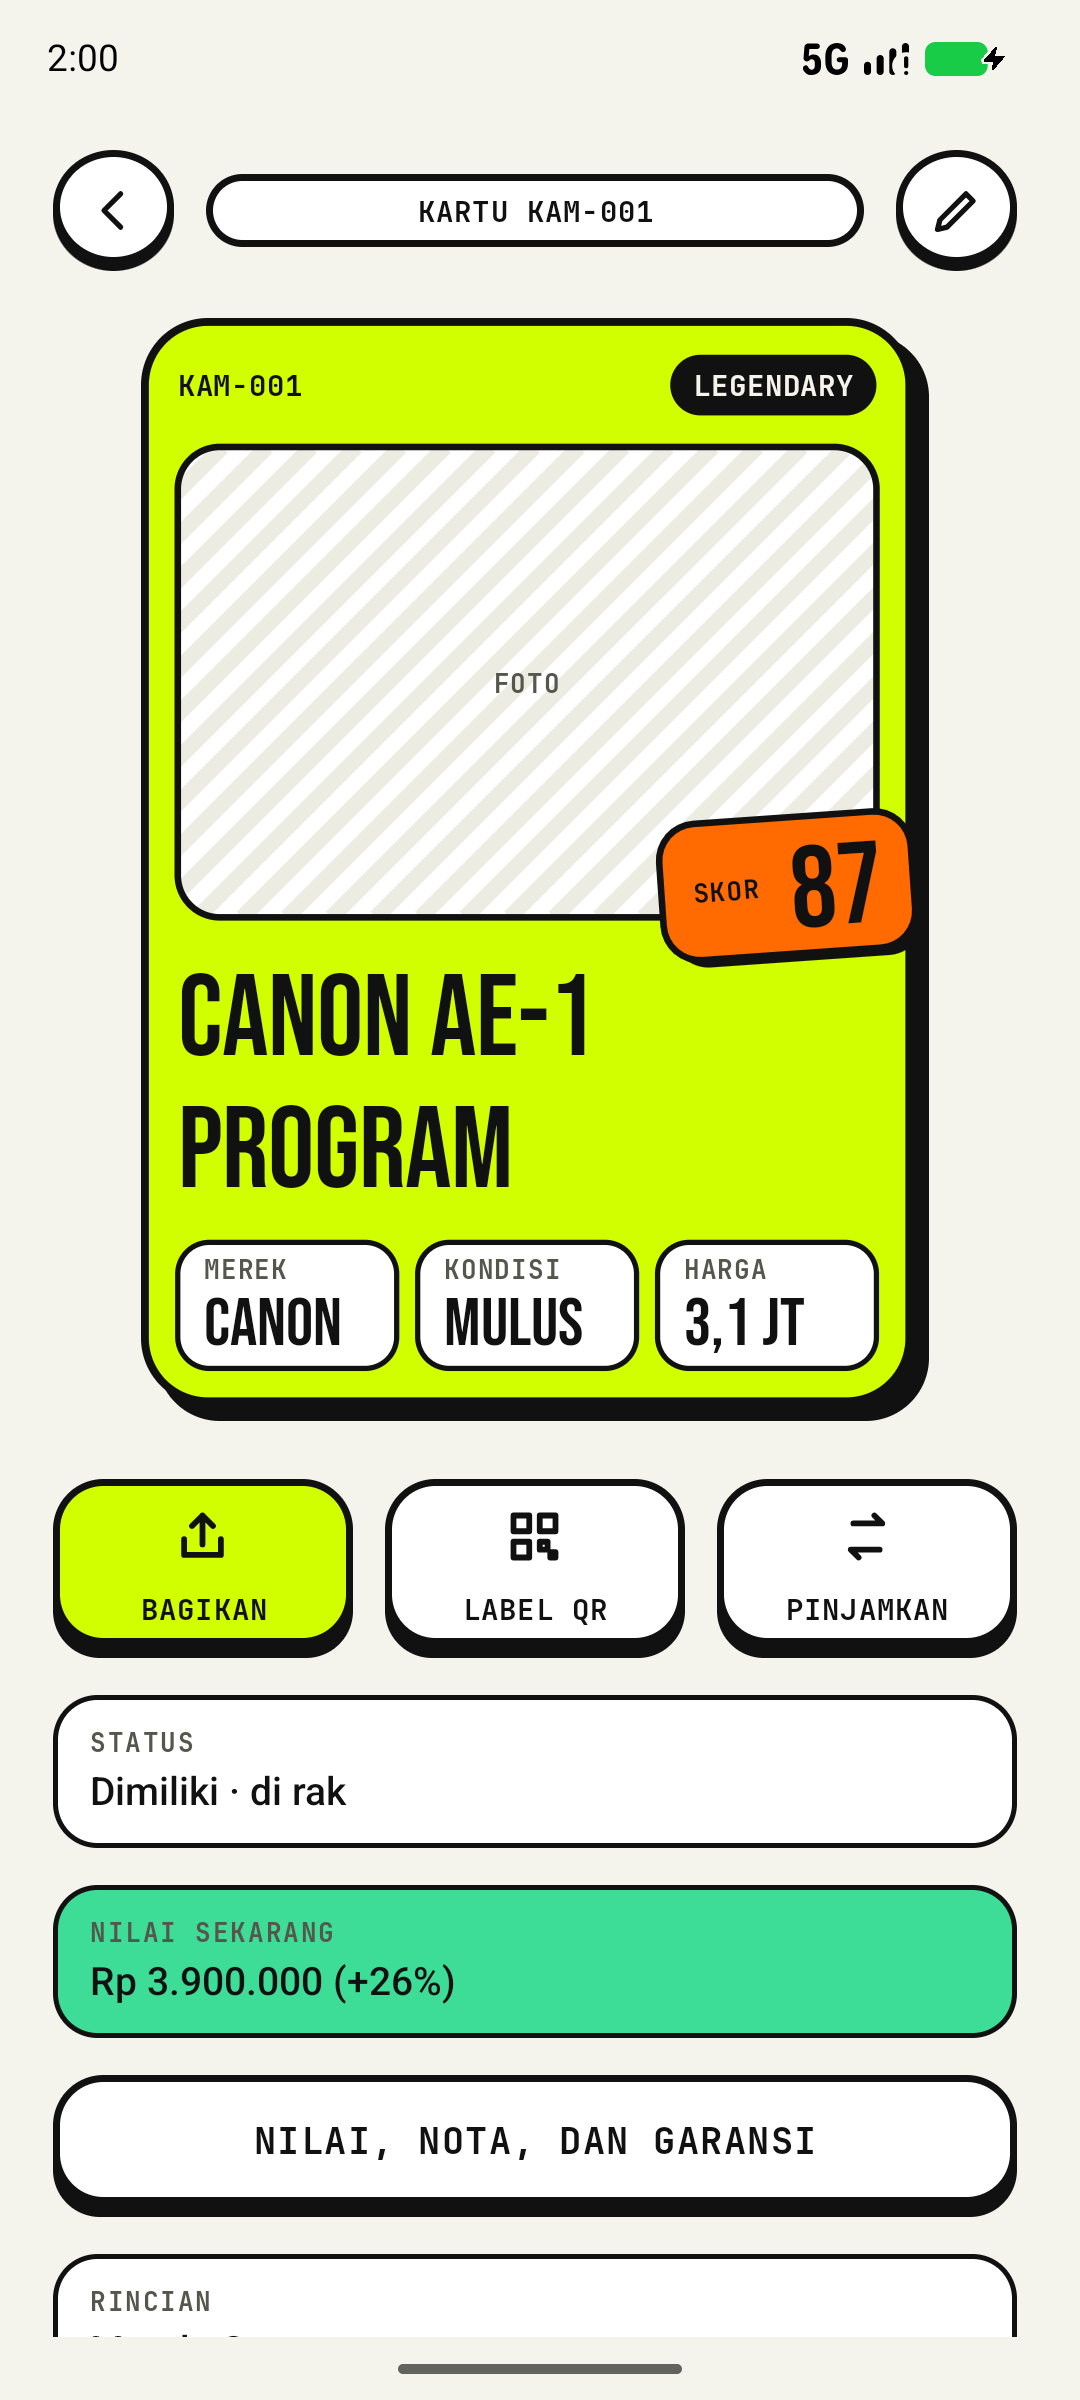 2:00
5G
KARTU KAM-001
KAM-001
LEGENDARY
FOTO
SKOR 87
CANON AE-1
PROGRAM
MEREK
CANON
KONDISI
MULUS
HARGA
3,1 JT
BAGIKAN
LABEL QR
PINJAMKAN
STATUS
Dimiliki · di rak
NILAI SEKARANG
Rp 3.900.000 (+26%)
NILAI, NOTA, DAN GARANSI
RINCIAN